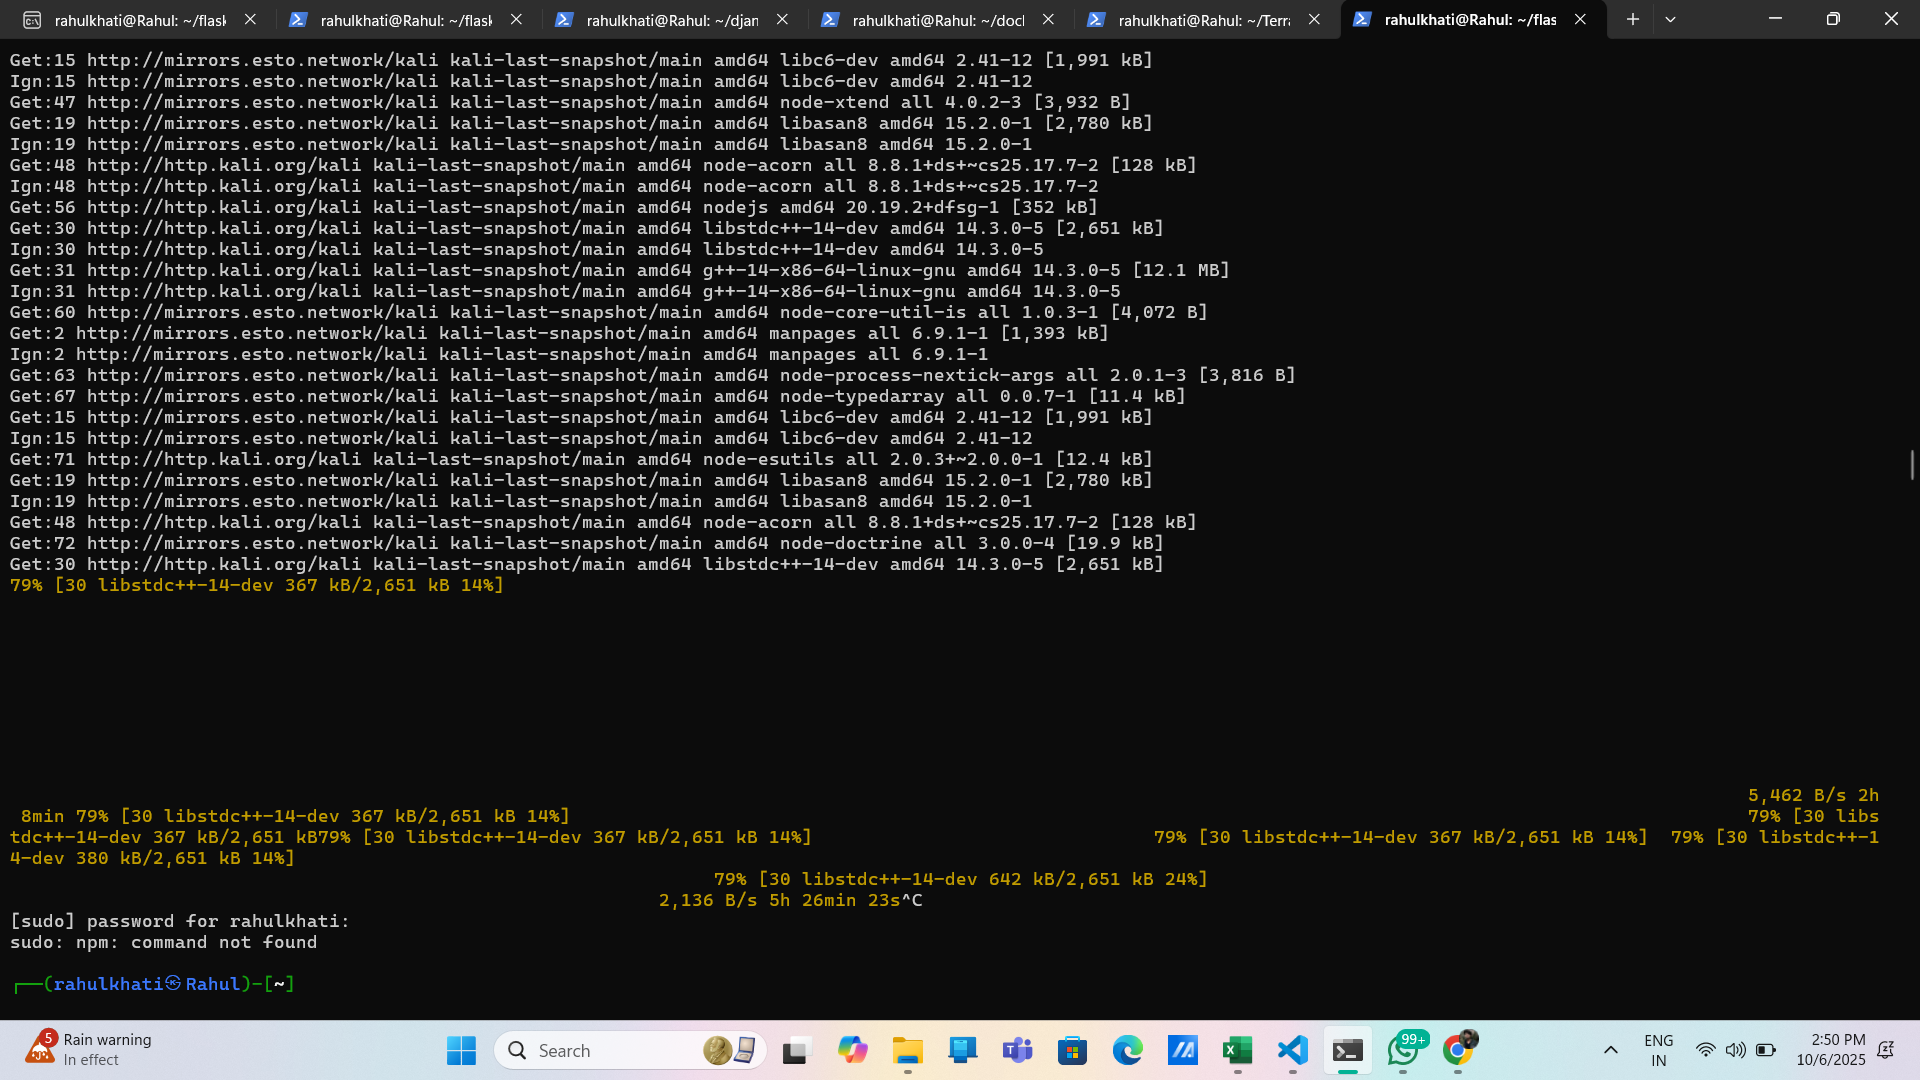 rahulkhati@Rahul: ~/flas
rahulkhati@Rahul: ~/flask
rahulkhati@Rahul: ~/djan
rahulkhati@Rahul: ~/doc
rahulkhati@Rahul: ~/Terra
rahulkhati@Rahul: ~/flas
Get:15 http://mirrors.esto.network/kali kali-last-snapshot/main amd64 libc6-dev amd64 2.41-12 [1,991 kB]
Ign:15 http://mirrors.esto.network/kali kali-last-snapshot/main amd64 libc6-dev amd64 2.41-12
Get:47 http://mirrors.esto.network/kali kali-last-snapshot/main amd64 node-xtend all 4.0.2-3 [3,932 B]
Get:19 http://mirrors.esto.network/kali kali-last-snapshot/main amd64 libasan8 amd64 15.2.0-1 [2,780 kB]
Ign:19 http://mirrors.esto.network/kali kali-last-snapshot/main amd64 libasan8 amd64 15.2.0-1
Get:48 http://http.kali.org/kali kali-last-snapshot/main amd64 node-acorn all 8.8.1+ds+~cs25.17.7-2 [128 kB]
Ign:48 http://http.kali.org/kali kali-last-snapshot/main amd64 node-acorn all 8.8.1+ds+~cs25.17.7-2
Get:56 http://http.kali.org/kali kali-last-snapshot/main amd64 nodejs amd64 20.19.2+dfsg-1 [352 kB]
Get:30 http://http.kali.org/kali kali-last-snapshot/main amd64 libstdc++-14-dev amd64 14.3.0-5 [2,651 kB]
Ign:30 http://http.kali.org/kali kali-last-snapshot/main amd64 libstdc++-14-dev amd64 14.3.0-5
Get:31 http://http.kali.org/kali kali-last-snapshot/main amd64 g++-14-x86-64-linux-gnu amd64 14.3.0-5 [12.1 MB]
Ign:31 http://http.kali.org/kali kali-last-snapshot/main amd64 g++-14-x86-64-linux-gnu amd64 14.3.0-5
Get:60 http://mirrors.esto.network/kali kali-last-snapshot/main amd64 node-core-util-is all 1.0.3-1 [4,072 B]
Get:2 http://mirrors.esto.network/kali kali-last-snapshot/main amd64 manpages all 6.9.1-1 [1,393 kB]
Ign:2 http://mirrors.esto.network/kali kali-last-snapshot/main amd64 manpages all 6.9.1-1
Get:63 http://mirrors.esto.network/kali kali-last-snapshot/main amd64 node-process-nextick-args all 2.0.1-3 [3,816 B]
Get:67 http://mirrors.esto.network/kali kali-last-snapshot/main amd64 node-typedarray all 0.0.7-1 [11.4 kB]
Get:15 http://mirrors.esto.network/kali kali-last-snapshot/main amd64 libc6-dev amd64 2.41-12 [1,991 kB]
Ign:15 http://mirrors.esto.network/kali kali-last-snapshot/main amd64 libc6-dev amd64 2.41-12
Get:71 http://http.kali.org/kali kali-last-snapshot/main amd64 node-esutils all 2.0.3+~2.0.0-1 [12.4 kB]
Get:19 http://mirrors.esto.network/kali kali-last-snapshot/main amd64 libasan8 amd64 15.2.0-1 [2,780 kB]
Ign:19 http://mirrors.esto.network/kali kali-last-snapshot/main amd64 libasan8 amd64 15.2.0-1
Get:48 http://http.kali.org/kali kali-last-snapshot/main amd64 node-acorn all 8.8.1+ds+~cs25.17.7-2 [128 kB]
Get:72 http://mirrors.esto.network/kali kali-last-snapshot/main amd64 node-doctrine all 3.0.0-4 [19.9 kB]
Get:30 http://http.kali.org/kali kali-last-snapshot/main amd64 libstdc++-14-dev amd64 14.3.0-5 [2,651 kB]
79% [30 libstdc++-14-dev 367 kB/2,651 kB 14%]
5,462 B/s 2h
8min 79% [30 libstdc++-14-dev 367 kB/2,651 kB 14%] 79% [30 libs
tdc++-14-dev 367 kB/2,651 kB79% [30 libstdc++-14-dev 367 kB/2,651 kB 14%] 79% [30 libstdc++-14-dev 367 kB/2,651 kB 14%] 79% [30 libstdc++-1
4-dev 380 kB/2,651 kB 14%]
79% [30 libstdc++-14-dev 642 kB/2,651 kB 24%]
2,136 B/s 5h 26min 23s^C
[sudo] password for rahulkhati:
sudo: npm: command not found
┌──(rahulkhati㉿Rahul)-[~]
5
Rain warning
In effect
Search
99+
ENG
IN
2:50 PM
10/6/2025